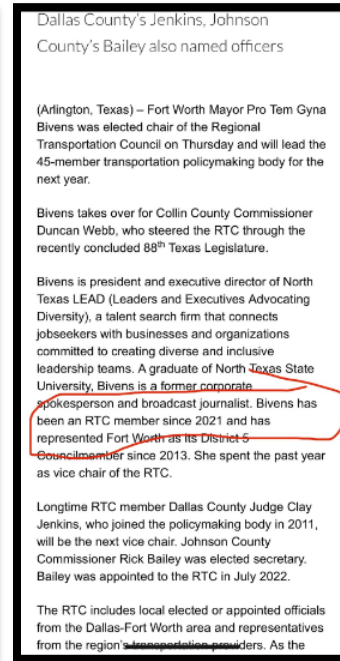 Dallas County's Jenkins, Johnson
County's Bailey also named officers
(Arlington, Texas) – Fort Worth Mayor Pro Tem Gyna
Bivens was elected chair of the Regional
Transportation Council on Thursday and will lead the
45-member transportation policymaking body for the
next year.
Bivens takes over for Collin County Commissioner
Duncan Webb, who steered the RTC through the
recently concluded 88th Texas Legislature.
Bivens is president and executive director of North
Texas LEAD (Leaders and Executives Advocating
Diversity), a talent search firm that connects
jobseekers with businesses and organizations
committed to creating diverse and inclusive
leadership teams. A graduate of North Texas State
University, Bivens is a former corporate
spokesperson and broadcast journalist. Bivens has
been an RTC member since 2021 and has
represented Fort Worth as its District 5
Councilmember since 2013. She spent the past year
as vice chair of the RTC.
Longtime RTC member Dallas County Judge Clay
Jenkins, who joined the policymaking body in 2011,
will be the next vice chair. Johnson County
Commissioner Rick Bailey was elected secretary.
Bailey was appointed to the RTC in July 2022.
The RTC includes local elected or appointed officials
from the Dallas-Fort Worth area and representatives
from the region's transportation providers. As the